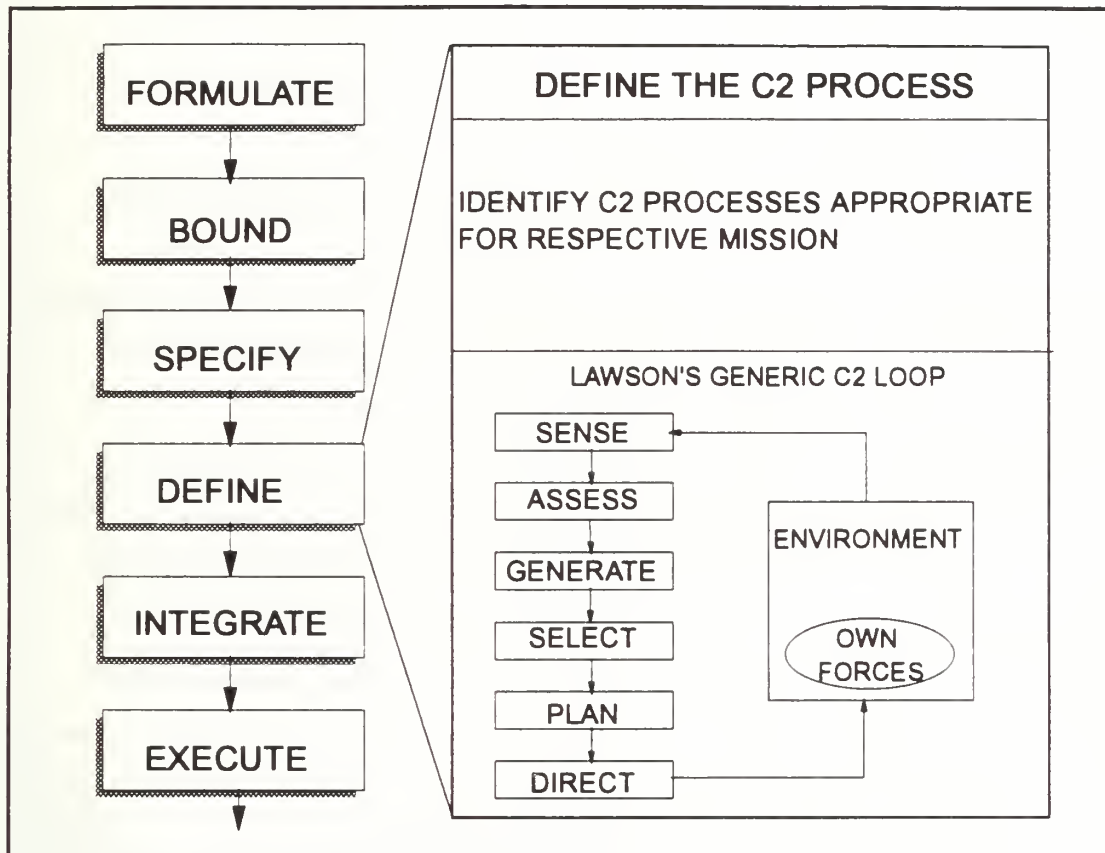 FORMULATE
BOUND
SPECIFY
DEFINE
INTEGRATE
EXECUTE
DEFINE THE C2 PROCESS
IDENTIFY C2 PROCESSES APPROPRIATE
FOR RESPECTIVE MISSION
LAWSON'S GENERIC C2 LOOP
SENSE
ASSESS
GENERATE
SELECT
PLAN
DIRECT
ENVIRONMENT
OWN
FORCES